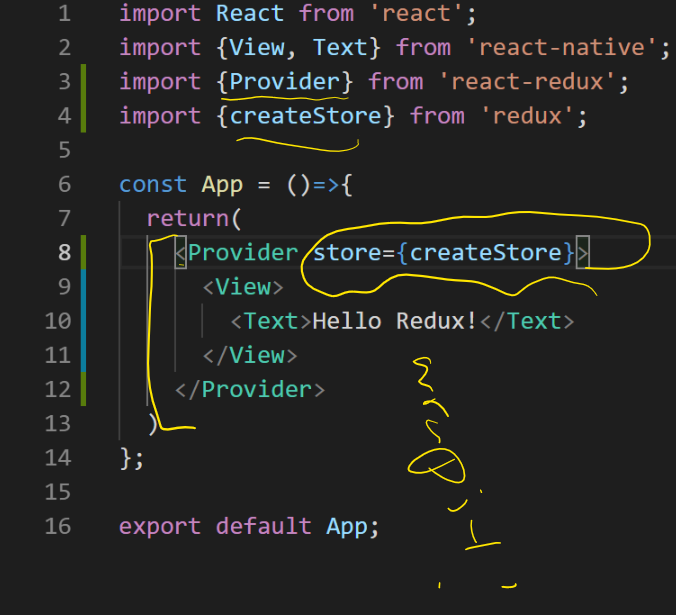 1 import React from 'react';
2 import {View, Text} from 'react-native';
3 import {Provider} from 'react-redux';
4 import {createStore} from 'redux';
5
6 const App = ()=>{
7 return(
8 <Provider store={createStore}>
9 <View>
10 <Text>Hello Redux!</Text>
11 </View>
12 </Provider>
13 )
14 };
15
16 export default App;